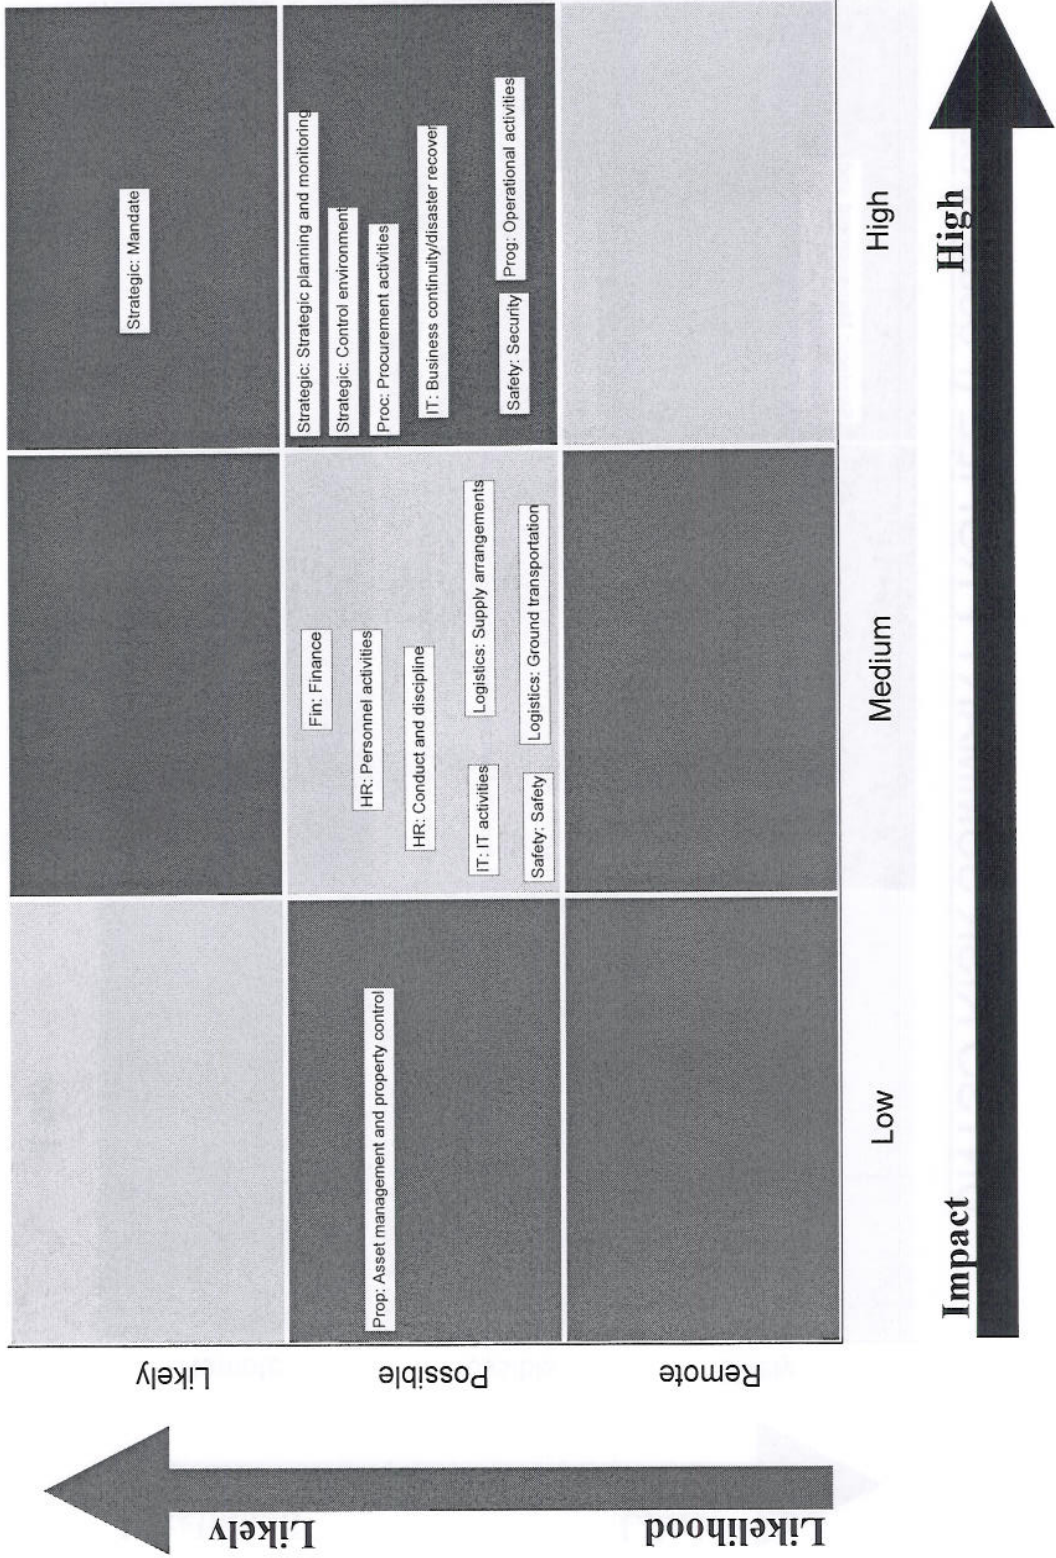 Likely
Likelihood
Likely
Possible
Remote
Strategic: Mandate
Strategic: Strategic planning and monitoring
Strategic: Control environment
Proc: Procurement activities
IT: Business continuity/disaster recover
Safety: Security
Prog: Operational activities
Fin: Finance
HR: Personnel activities
HR: Conduct and discipline
IT: IT activities
Logistics: Supply arrangements
Safety: Safety
Logistics: Ground transportation
Prop: Asset management and property control
Low
Medium
High
Impact
High